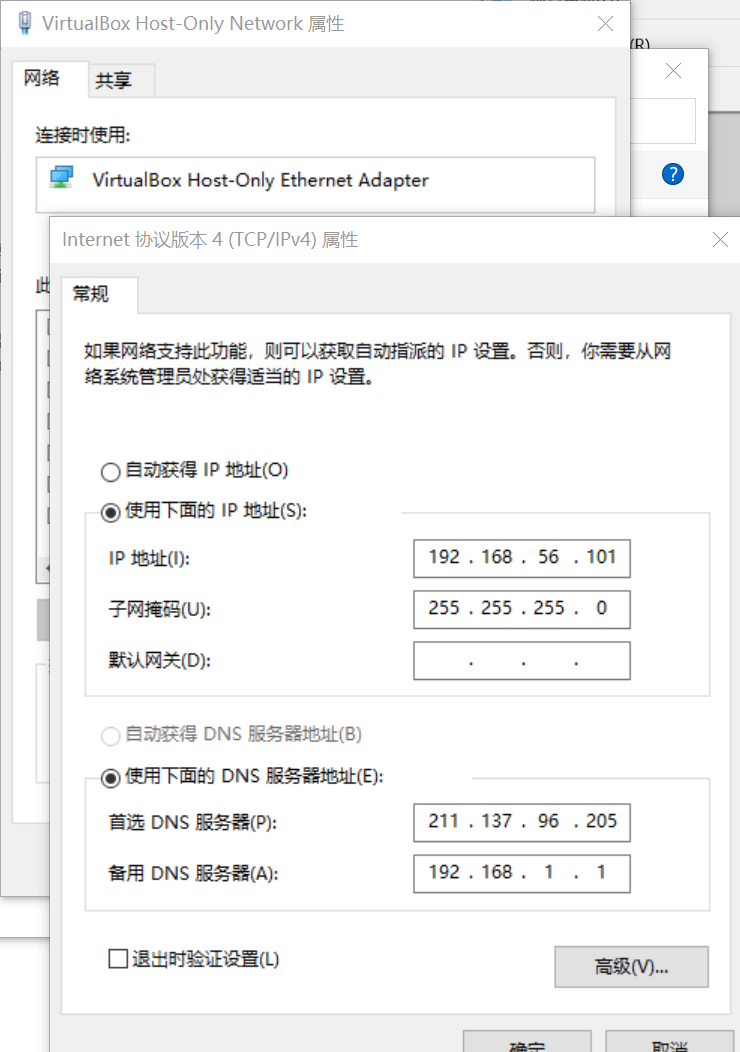 VirtualBox Host-Only Network 属性
(R)
网络
共享
连接时使用:
VirtualBox Host-Only Ethernet Adapter
?
Internet 协议版本 4 (TCP/IPv4) 属性
此
常规
如果网络支持此功能，则可以获取自动指派的 IP 设置。否则，你需要从网
络系统管理员处获得适当的 IP 设置。
自动获得 IP 地址(O)
使用下面的 IP 地址(S):
IP 地址(I):
192 . 168 . 56 . 101
子网掩码(U):
255 . 255 . 255 . 0
默认网关(D):
. . .
自动获得 DNS 服务器地址(B)
使用下面的 DNS 服务器地址(E):
首选 DNS 服务器(P):
211 . 137 . 96 . 205
备用 DNS 服务器(A):
192 . 168 . 1 . 1
退出时验证设置(L)
高级(V)...
确定
取消